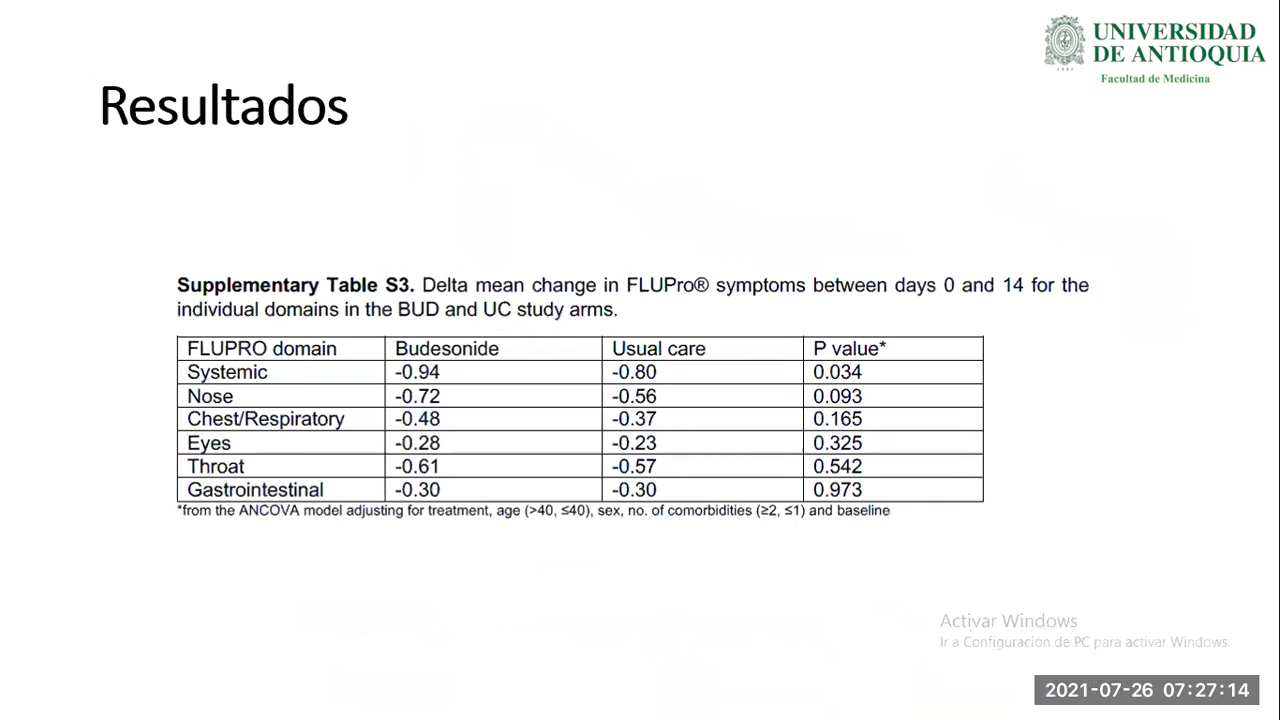 UNIVERSIDAD
DE ANTIOQUIA
Facultad de Medicina
Resultados
Supplementary Table S3. Delta mean change in FLUPro® symptoms between days 0 and 14 for the
individual domains in the BUD and UC study arms.
FLUPRO domain Budesonide Usual care P value*
Systemic -0.94 -0.80 0.034
Nose -0.72 -0.56 0.093
Chest/Respiratory -0.48 -0.37 0.165
Eyes -0.28 -0.23 0.325
Throat -0.61 -0.57 0.542
Gastrointestinal -0.30 -0.30 0.973
*from the ANCOVA model adjusting for treatment, age (>40, ≤40), sex, no. of comorbidities (≥2, ≤1) and baseline
Activar Windows
Ir a Configuración de PC para activar Windows.
2021-07-26 07:27:14